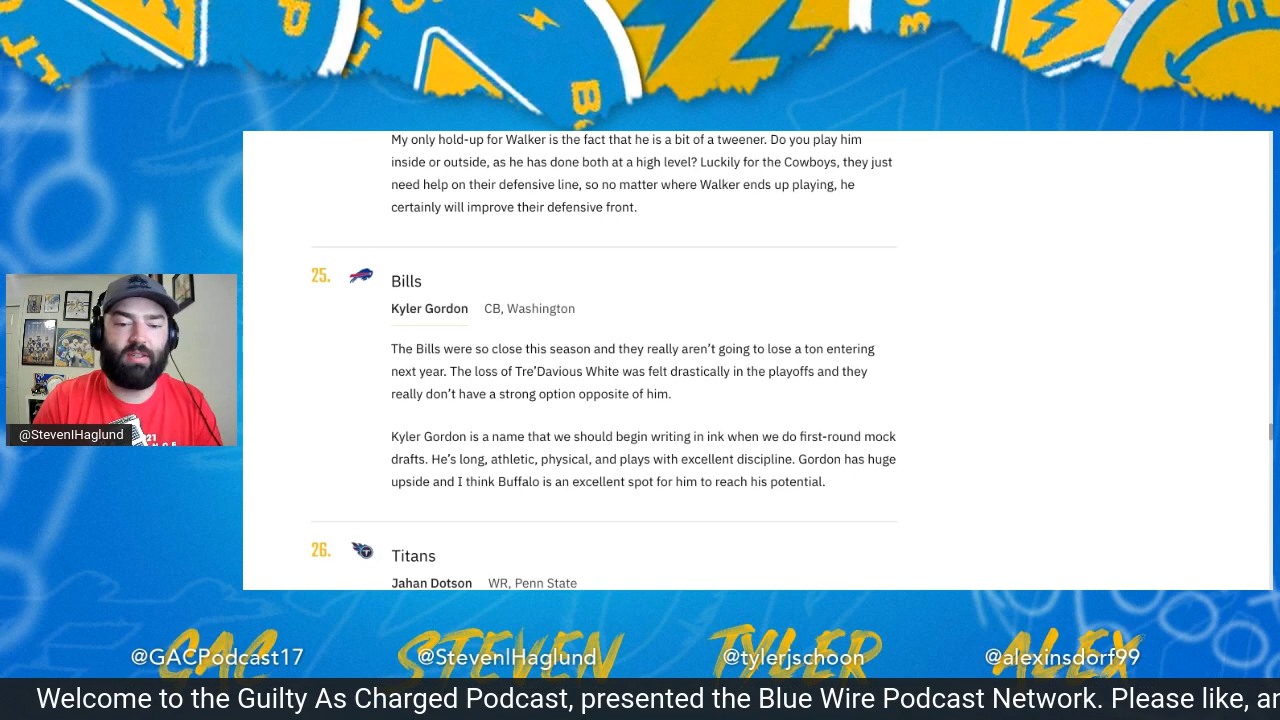 My only hold-up for Walker is the fact that he is a bit of a tweener. Do you play him
inside or outside, as he has done both at a high level? Luckily for the Cowboys, they just
need help on their defensive line, so no matter where Walker ends up playing, he
certainly will improve their defensive front.
25.
Bills
Kyler Gordon CB, Washington
The Bills were so close this season and they really aren’t going to lose a ton entering
next year. The loss of Tre’Davious White was felt drastically in the playoffs and they
really don’t have a strong option opposite of him.
Kyler Gordon is a name that we should begin writing in ink when we do first-round mock
drafts. He’s long, athletic, physical, and plays with excellent discipline. Gordon has huge
upside and I think Buffalo is an excellent spot for him to reach his potential.
26.
Titans
Jahan Dotson WR, Penn State
@StevenIHaglund
GAC STEVEN TYLER ALEX
@GACPodcast17 @StevenIHaglund @tylerjschoon @alexinsdorf99
Welcome to the Guilty As Charged Podcast, presented the Blue Wire Podcast Network. Please like, an